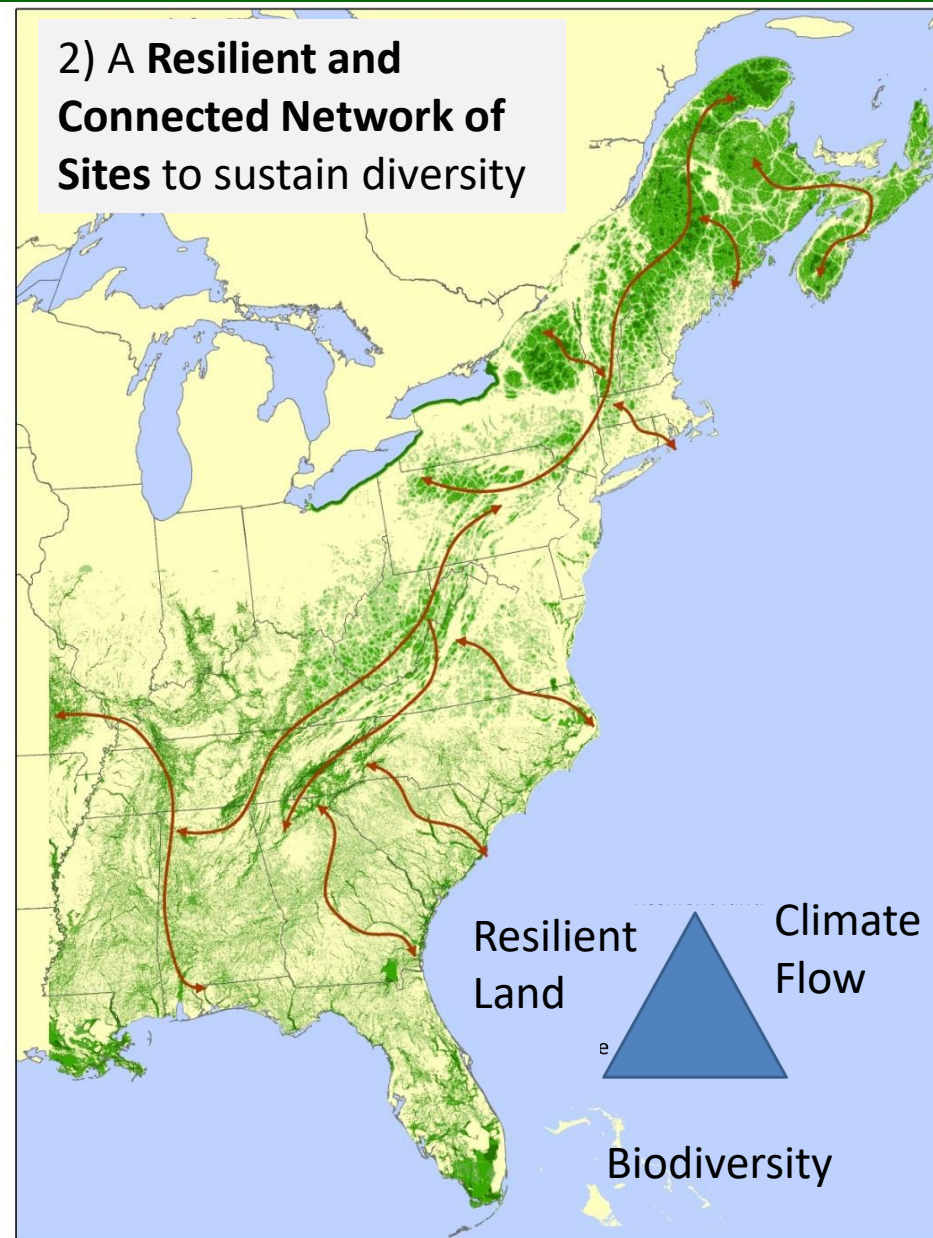 2) A Resilient and
Connected Network of
Sites to sustain diversity
Resilient
Land
Climate
Flow
e
Biodiversity